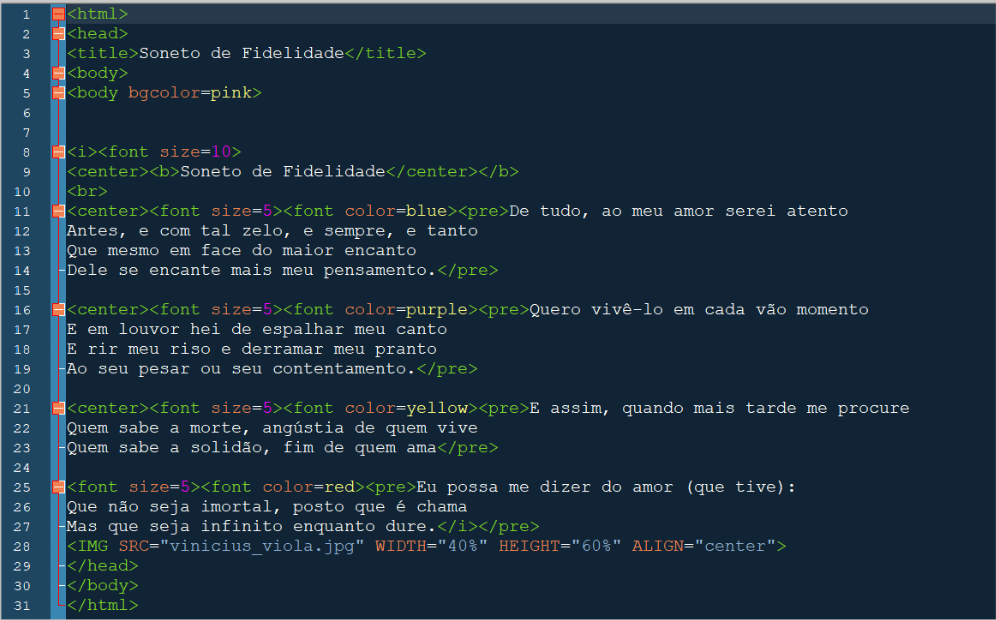 1 <html>
2 <head>
3 <title>Soneto de Fidelidade</title>
4 <body>
5 <body bgcolor=pink>
6
7
8 <i><font size=10>
9 <center><b>Soneto de Fidelidade</center></b>
10 <br>
11 <center><font size=5><font color=blue><pre>De tudo, ao meu amor serei atento
12 Antes, e com tal zelo, e sempre, e tanto
13 Que mesmo em face do maior encanto
14 Dele se encante mais meu pensamento.</pre>
15
16 <center><font size=5><font color=purple><pre>Quero vivê-lo em cada vão momento
17 E em louvor hei de espalhar meu canto
18 E rir meu riso e derramar meu pranto
19 Ao seu pesar ou seu contentamento.</pre>
20
21 <center><font size=5><font color=yellow><pre>E assim, quando mais tarde me procure
22 Quem sabe a morte, angústia de quem vive
23 Quem sabe a solidão, fim de quem ama</pre>
24
25 <font size=5><font color=red><pre>Eu possa me dizer do amor (que tive):
26 Que não seja imortal, posto que é chama
27 Mas que seja infinito enquanto dure.</i></pre>
28 <IMG SRC="vinicius_viola.jpg" WIDTH="40%" HEIGHT="60%" ALIGN="center">
29 </head>
30 </body>
31 </html>